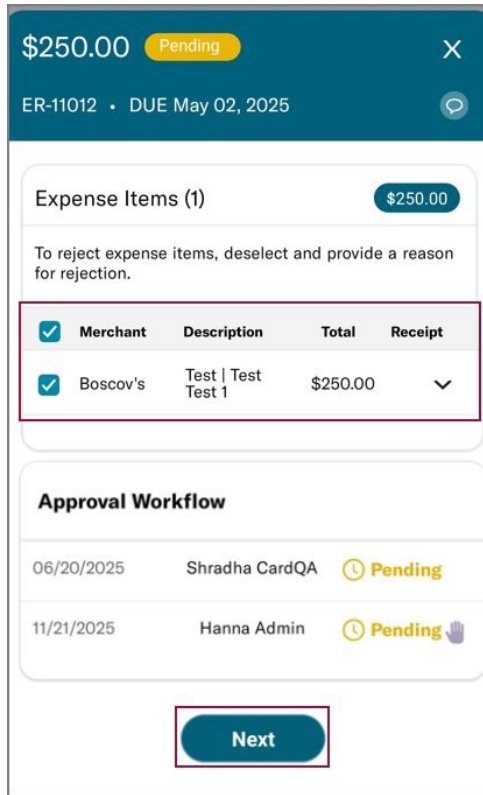 $250.00 Pending
ER-11012 • DUE May 02, 2025
Expense Items (1) $250.00
To reject expense items, deselect and provide a reason
for rejection.
Merchant Description Total Receipt
Boscov's Test | Test Test 1 $250.00
Approval Workflow
06/20/2025 Shradha CardQA Pending
11/21/2025 Hanna Admin Pending
Next